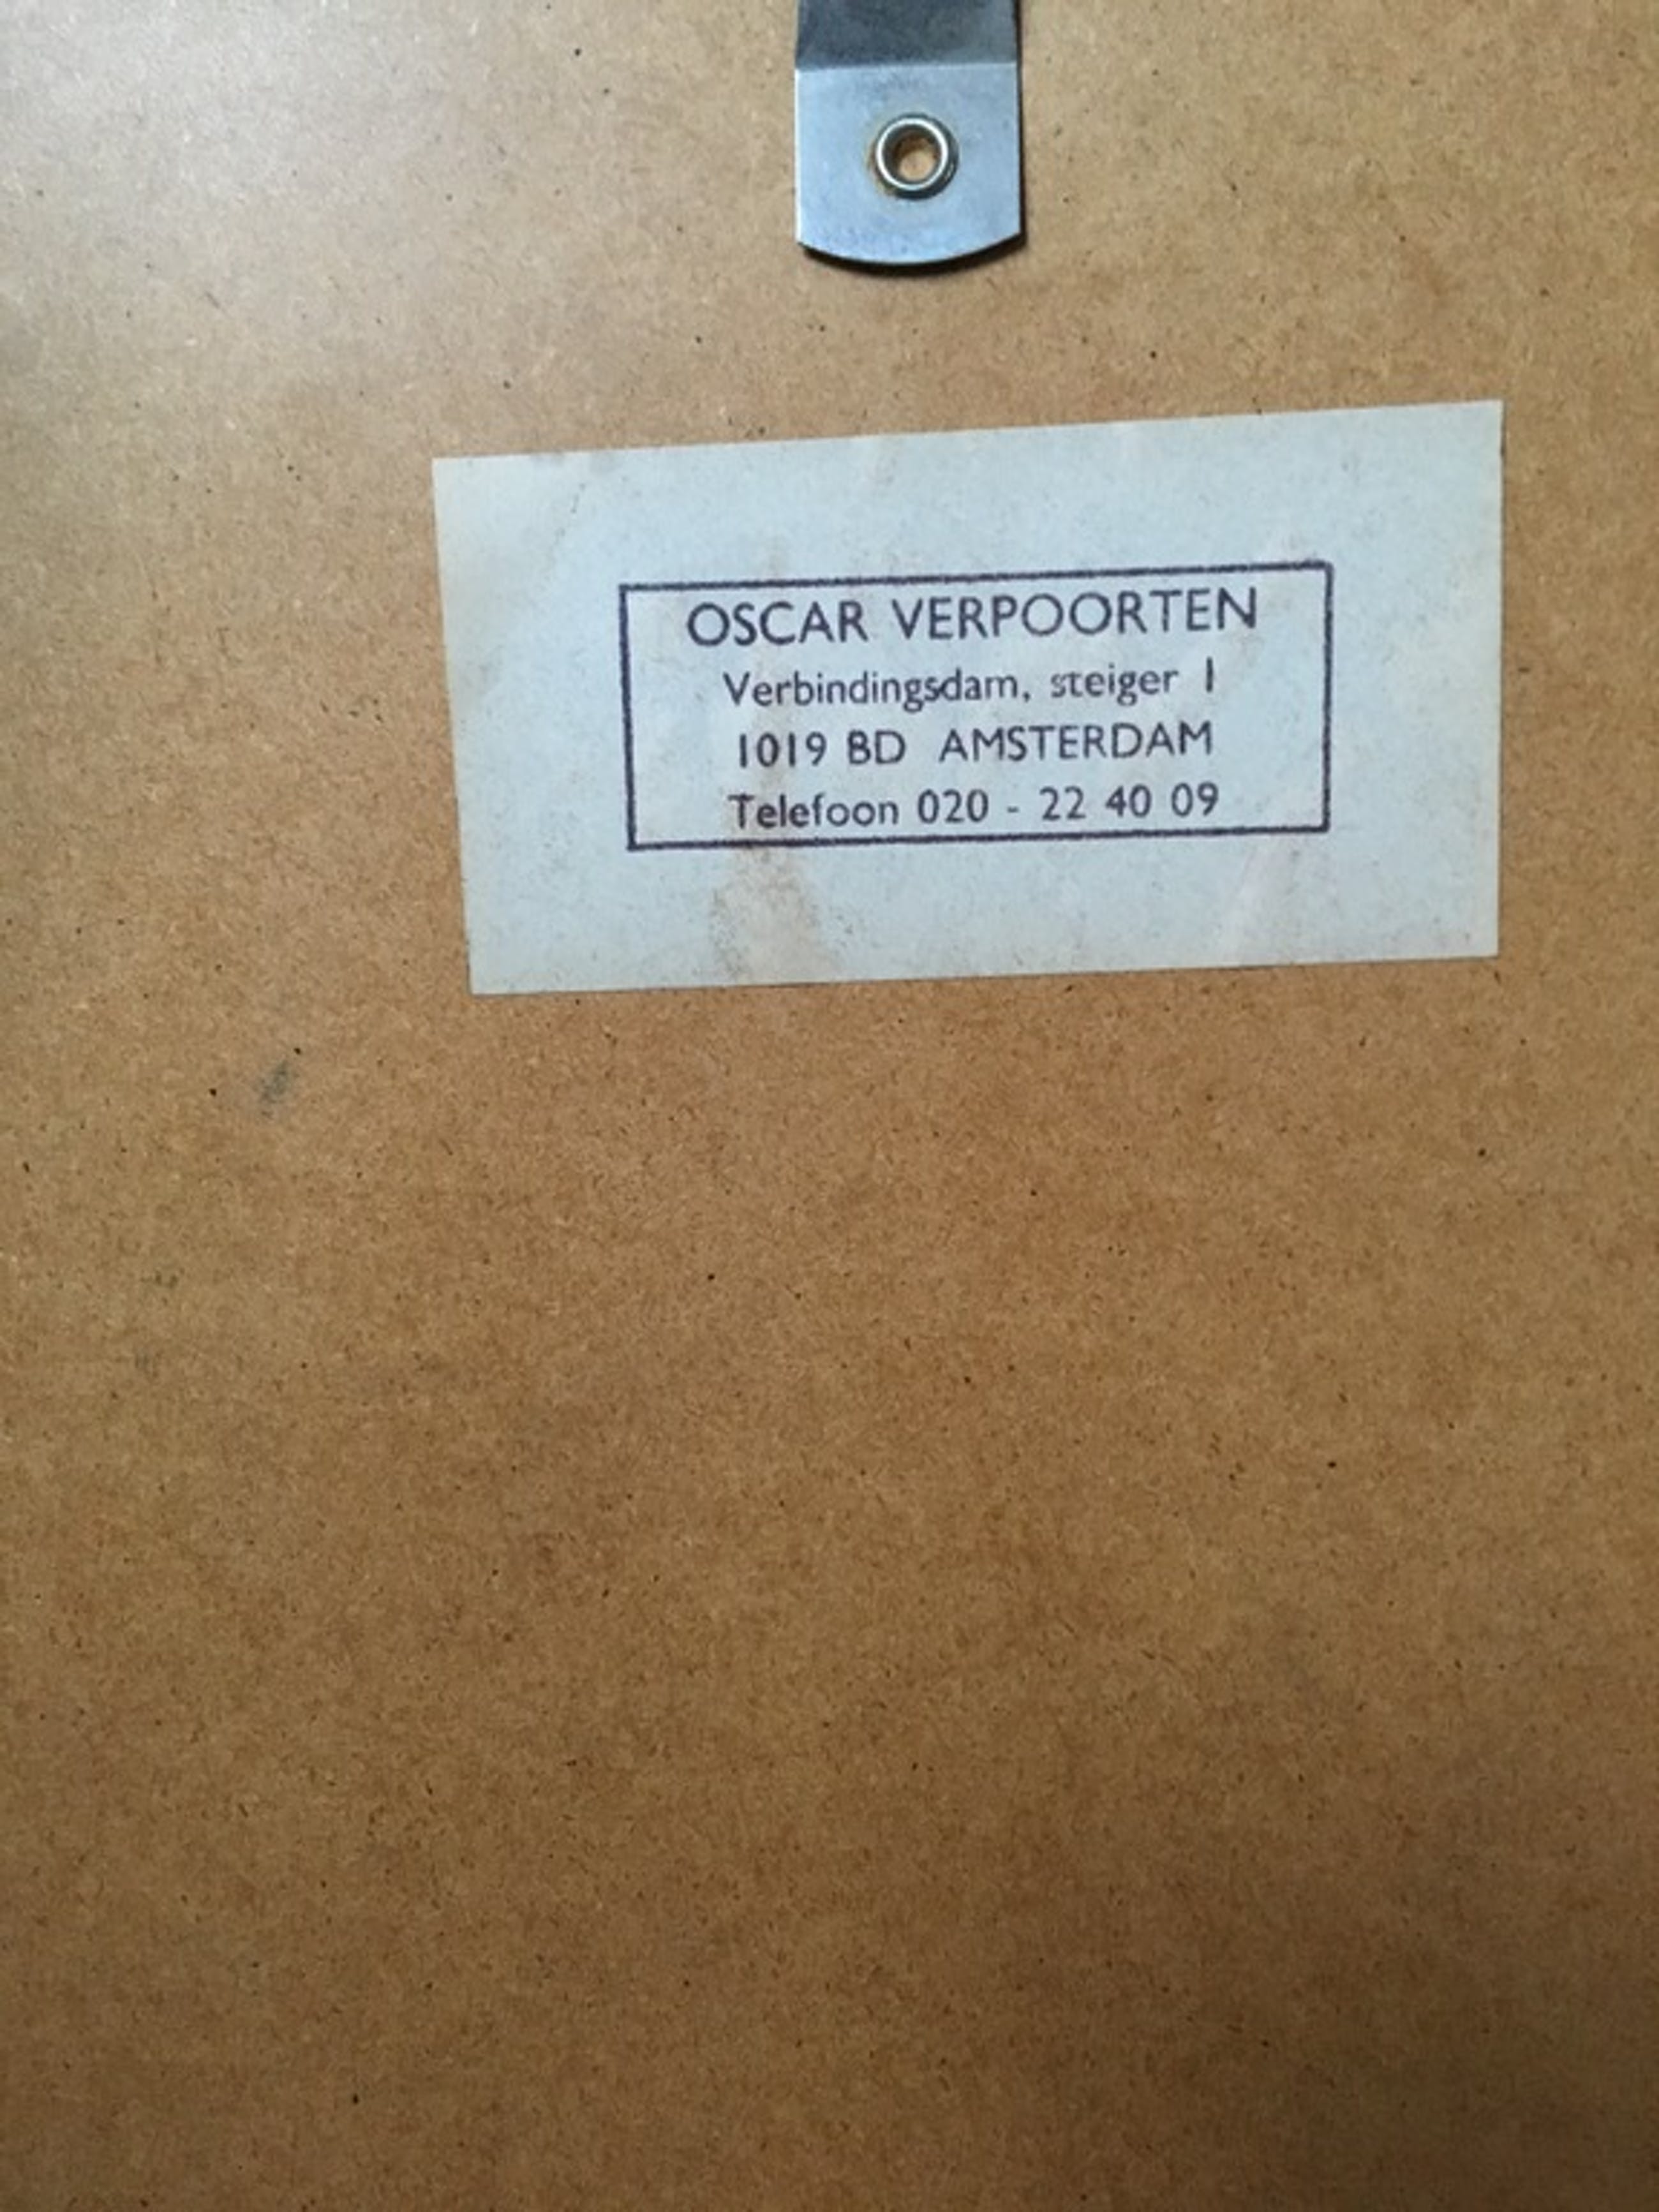 OSCAR VERPOORTEN
Verbindingsdam, steiger 1
1019 BD AMSTERDAM
Telefoon 020 - 22 40 09